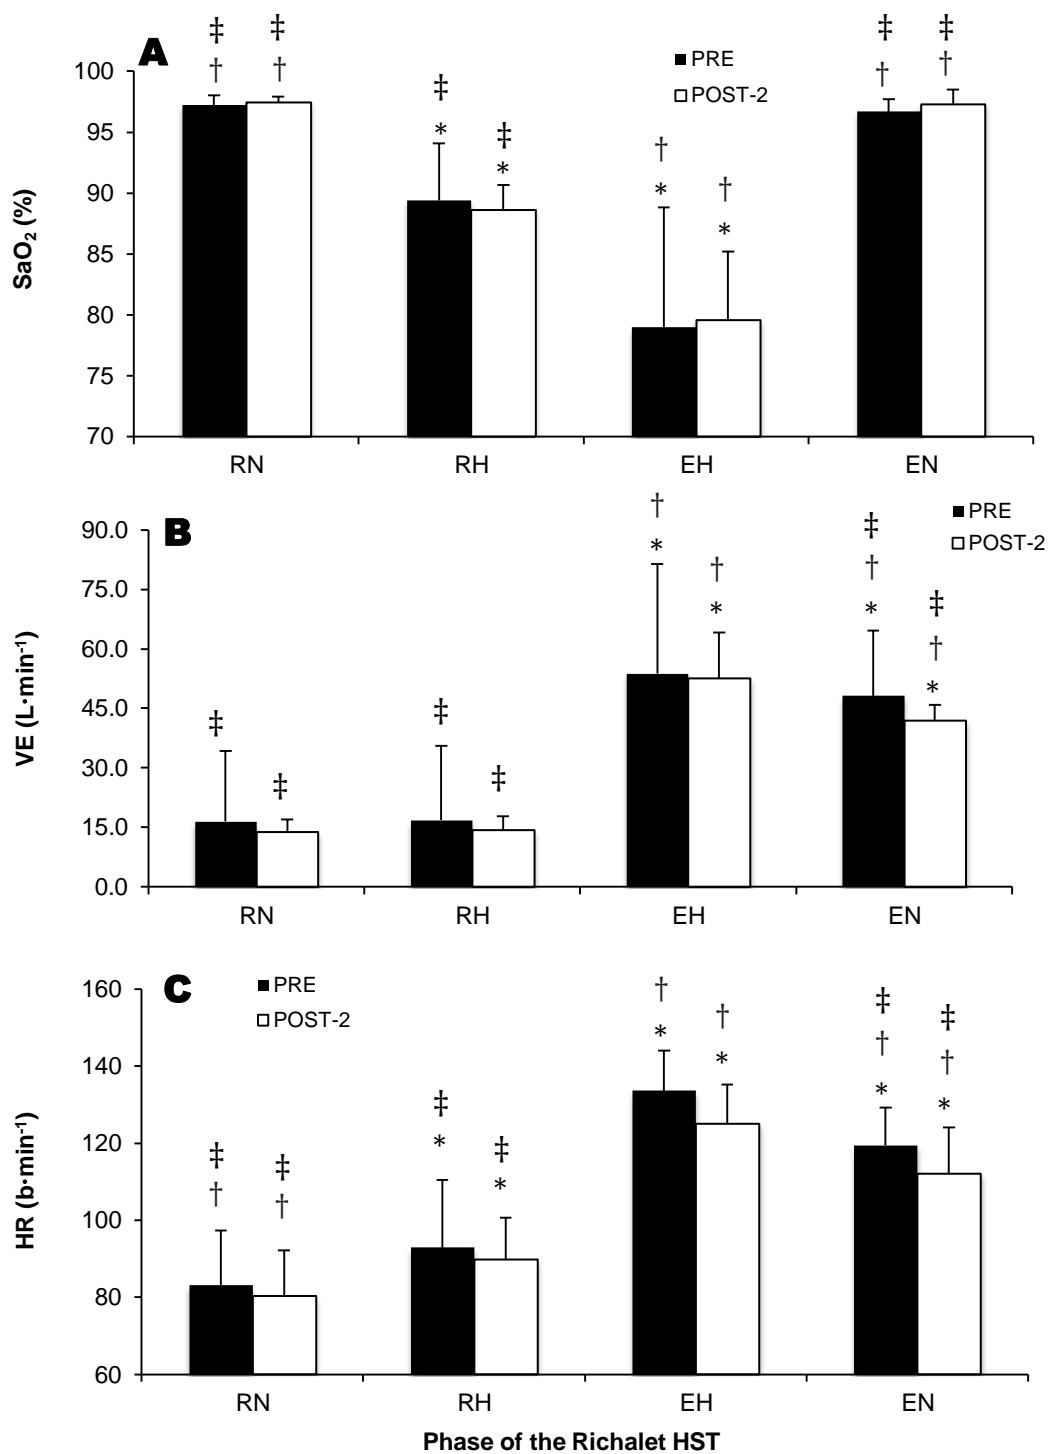 A
‡ ‡ ‡ ‡ ‡ ‡
† † † † † †
* * * *
PRE
POST-2
100
95
90
85
80
75
70
SaO2 (%)
RN RH EH EN
B
‡ ‡ ‡ ‡ ‡ ‡
† † † †
* * * *
PRE
POST-2
90.0
75.0
60.0
45.0
30.0
15.0
0.0
VE (L·min-1)
RN RH EH EN
C
‡ ‡ ‡ ‡ ‡ ‡
† † † † † †
* * * * * *
PRE
POST-2
160
140
120
100
80
60
HR (b·min-1)
RN RH EH EN
Phase of the Richalet HST